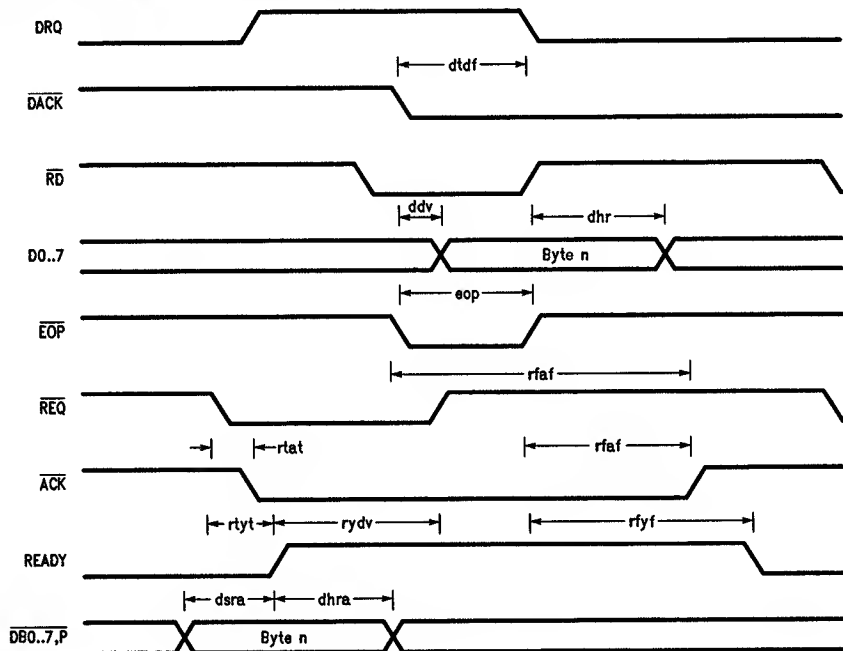 DRQ
dtdf
DACK
RD
ddv
dhr
D0..7
Byte n
eop
EOP
rfaf
REQ
rtat
rfaf
ACK
rtyt
rydv
rfyf
READY
dsra
dhra
DB0..7,P
Byte n